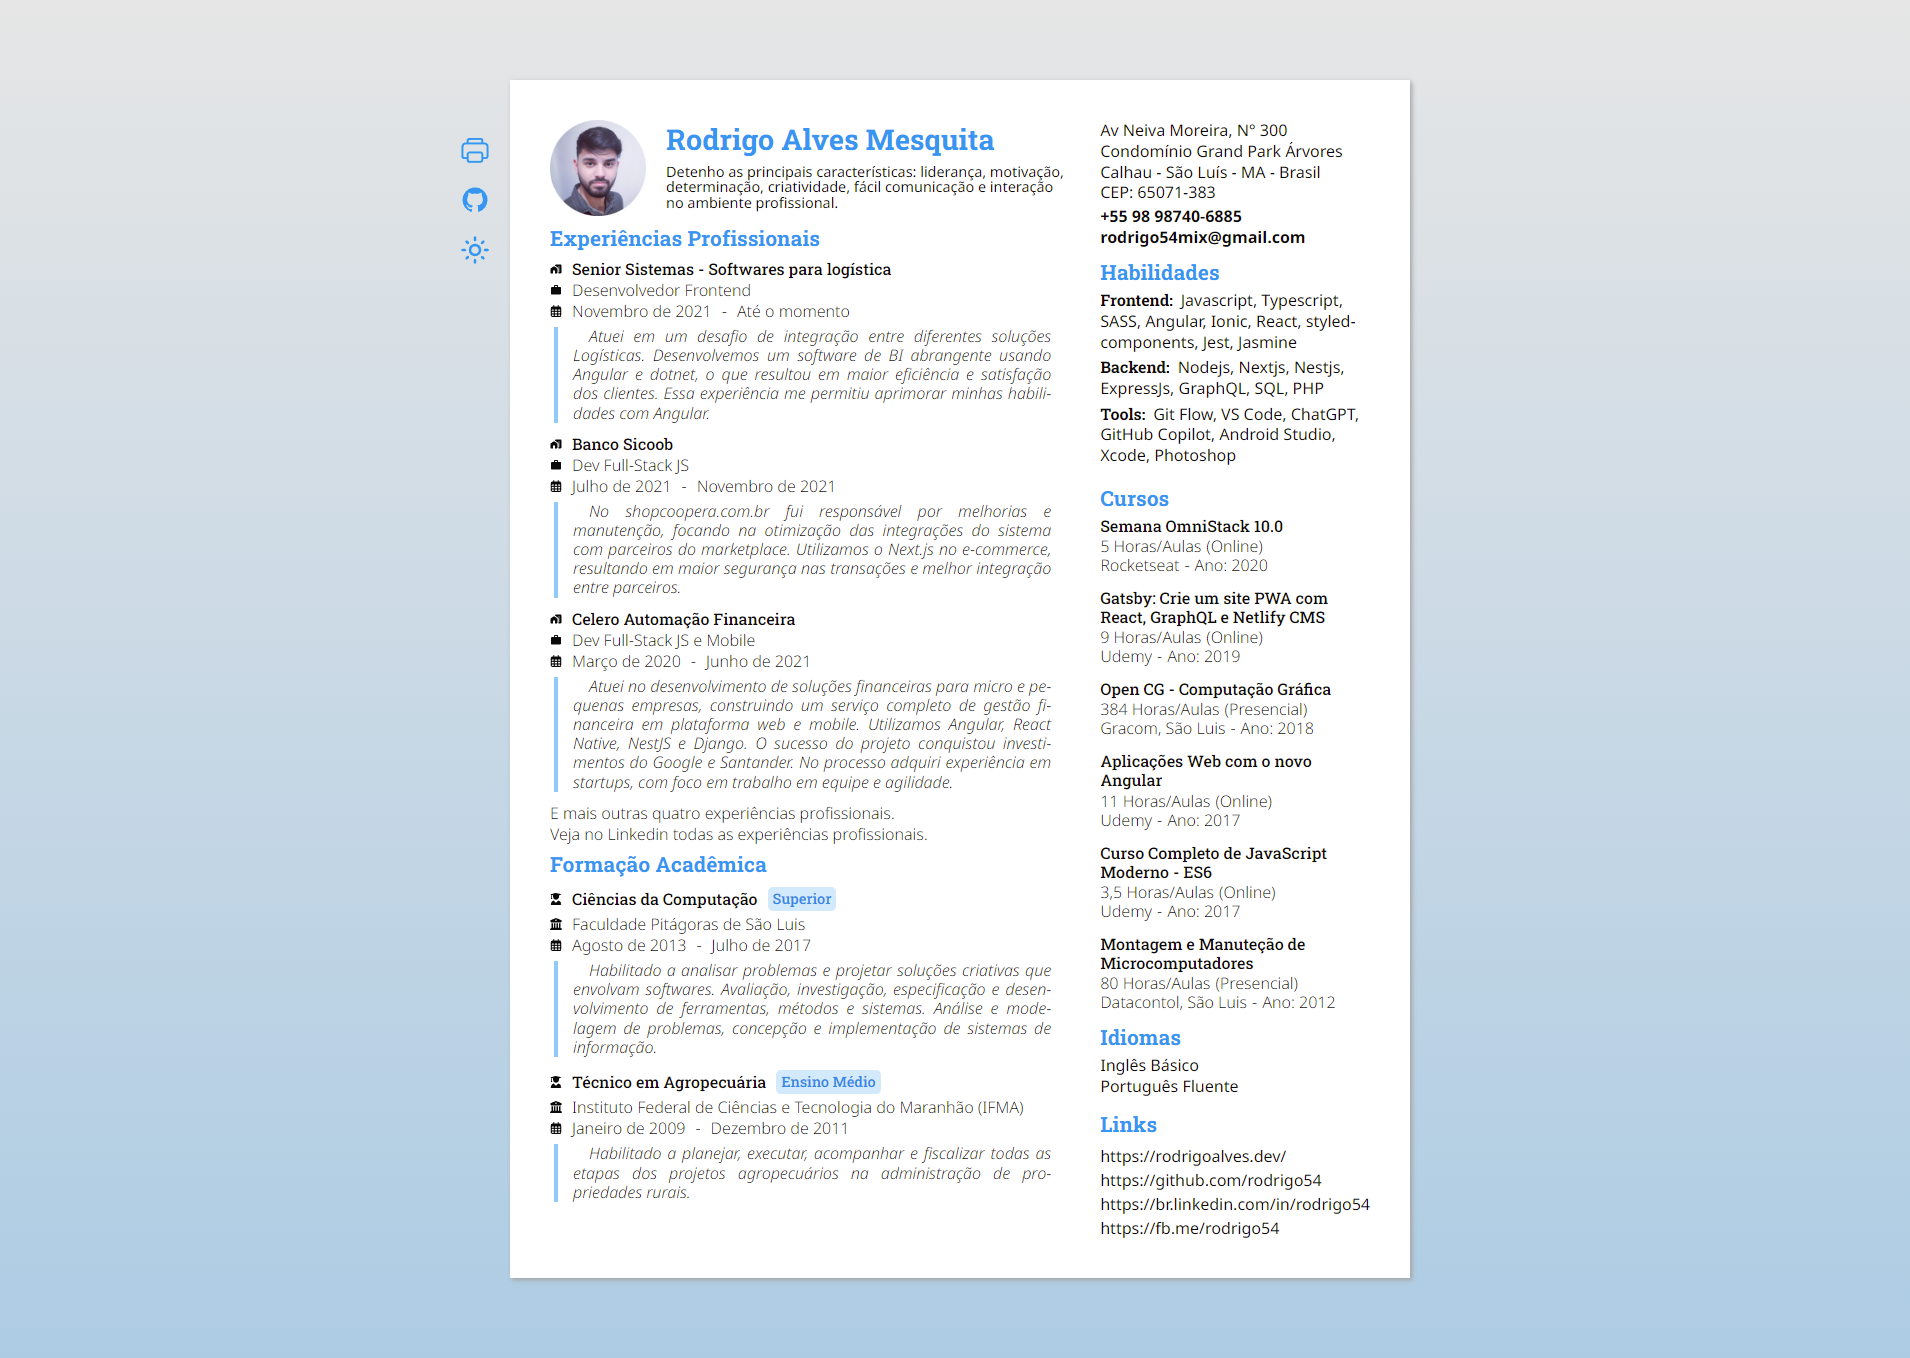 Rodrigo Alves Mesquita
Detenho as principais características: liderança, motivação,
determinação, criatividade, fácil comunicação e interação
no ambiente profissional.
Experiências Profissionais
Senior Sistemas - Softwares para logística
Desenvolvedor Frontend
Novembro de 2021 - Até o momento
Atuei em um desafio de integração entre diferentes soluções
Logísticas. Desenvolvemos um software de BI abrangente usando
Angular e dotnet, o que resultou em maior eficiência e satisfação
dos clientes. Essa experiência me permitiu aprimorar minhas habili-
dades com Angular.
Banco Sicoob
Dev Full-Stack JS
Julho de 2021 - Novembro de 2021
No shopcoopera.com.br fui responsável por melhorias e
manutenção, focando na otimização das integrações do sistema
com parceiros do marketplace. Utilizamos o Next.js no e-commerce,
resultando em maior segurança nas transações e melhor integração
entre parceiros.
Celero Automação Financeira
Dev Full-Stack JS e Mobile
Março de 2020 - Junho de 2021
Atuei no desenvolvimento de soluções financeiras para micro e pe-
quenas empresas, construindo um serviço completo de gestão fi-
nanceira em plataforma web e mobile. Utilizamos Angular, React
Native, NestJS e Django. O sucesso do projeto conquistou investi-
mentos do Google e Santander. No processo adquiri experiência em
startups, com foco em trabalho em equipe e agilidade.
E mais outras quatro experiências profissionais.
Veja no Linkedin todas as experiências profissionais.
Formação Acadêmica
Ciências da Computação Superior
Faculdade Pitágoras de São Luis
Agosto de 2013 - Julho de 2017
Habilitado a analisar problemas e projetar soluções criativas que
envolvam softwares. Avaliação, investigação, especificação e desen-
volvimento de ferramentas, métodos e sistemas. Análise e mode-
lagem de problemas, concepção e implementação de sistemas de
informação.
Técnico em Agropecuária Ensino Médio
Instituto Federal de Ciências e Tecnologia do Maranhão (IFMA)
Janeiro de 2009 - Dezembro de 2011
Habilitado a planejar, executar, acompanhar e fiscalizar todas as
etapas dos projetos agropecuários na administração de pro-
priedades rurais.
Av Neiva Moreira, N° 300
Condomínio Grand Park Árvores
Calhau - São Luís - MA - Brasil
CEP: 65071-383
+55 98 98740-6885
rodrigo54mix@gmail.com
Habilidades
Frontend: Javascript, Typescript,
SASS, Angular, Ionic, React, styled-
components, Jest, Jasmine
Backend: Nodejs, Nextjs, Nestjs,
ExpressJs, GraphQL, SQL, PHP
Tools: Git Flow, VS Code, ChatGPT,
GitHub Copilot, Android Studio,
Xcode, Photoshop
Cursos
Semana OmniStack 10.0
5 Horas/Aulas (Online)
Rocketseat - Ano: 2020
Gatsby: Crie um site PWA com
React, GraphQL e Netlify CMS
9 Horas/Aulas (Online)
Udemy - Ano: 2019
Open CG - Computação Gráfica
384 Horas/Aulas (Presencial)
Gracom, São Luis - Ano: 2018
Aplicações Web com o novo
Angular
11 Horas/Aulas (Online)
Udemy - Ano: 2017
Curso Completo de JavaScript
Moderno - ES6
3,5 Horas/Aulas (Online)
Udemy - Ano: 2017
Montagem e Manuteção de
Microcomputadores
80 Horas/Aulas (Presencial)
Datacontol, São Luis - Ano: 2012
Idiomas
Inglês Básico
Português Fluente
Links
https://rodrigoalves.dev/
https://github.com/rodrigo54
https://br.linkedin.com/in/rodrigo54
https://fb.me/rodrigo54